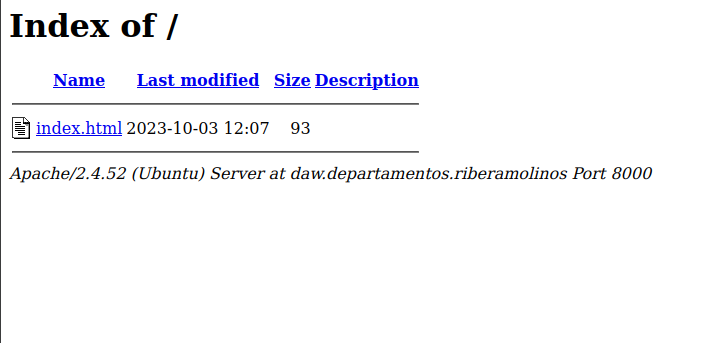 Index of /
Name Last modified Size Description
index.html 2023-10-03 12:07 93
Apache/2.4.52 (Ubuntu) Server at daw.departamentos.riberamolinos Port 8000